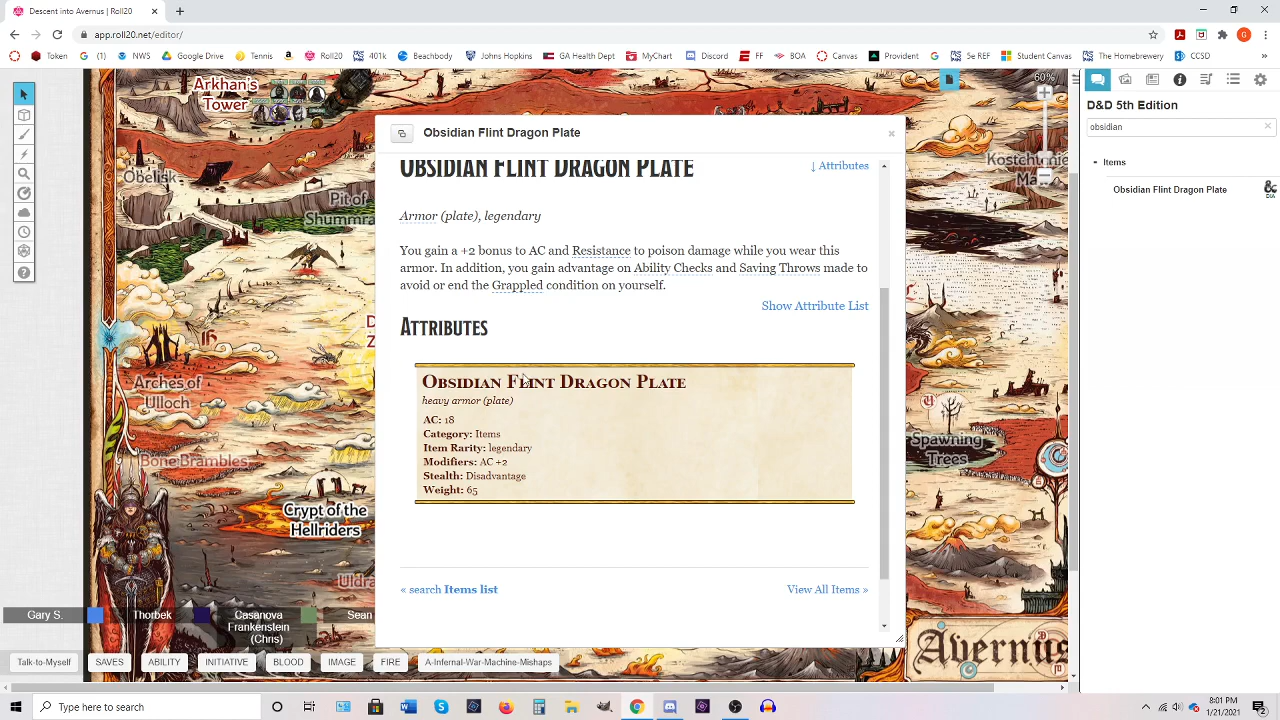 Descent into A
app.roll20.net/editor/
Token
(1)
NWS
Google Drive
Tennis
Roll20
401k
Beachbody
Johns Hopkins
GA Health Dept
MyChart
Discord
FF
BOA
Canvas
Provident
5e REF
Student Canvas
The Homebrewery
CCSD
Arkhan's
Tower
60%
D&D 5th Edition
obsidian
Items
Obsidian Flint Dragon Plate
Obelisk
Pit of
Shummra
Kostchtchie
Arches of
Ulloch
Bone Brambles
Crypt of the
Hellriders
Uldra
Spawning
Trees
Avernus
Obsidian Flint Dragon Plate
OBSIDIAN FLINT DRAGON PLATE
↓ Attributes
Armor (plate), legendary
You gain a +2 bonus to AC and Resistance to poison damage while you wear this
armor. In addition, you gain advantage on Ability Checks and Saving Throws made to
avoid or end the Grappled condition on yourself.
Show Attribute List
ATTRIBUTES
OBSIDIAN FLINT DRAGON PLATE
heavy armor (plate)
AC: 18
Category: Items
Item Rarity: legendary
Modifiers: AC +2
Stealth: Disadvantage
Weight: 65
« search Items list
View All Items »
Gary S.
Thorbek
Casanova
Frankenstein
(Chris)
Sean
Talk-to-Myself
SAVES
ABILITY
INITIATIVE
BLOOD
IMAGE
FIRE
A-Infernal-War-Machine-Mishaps
Type here to search
8:01 PM
1/21/2021